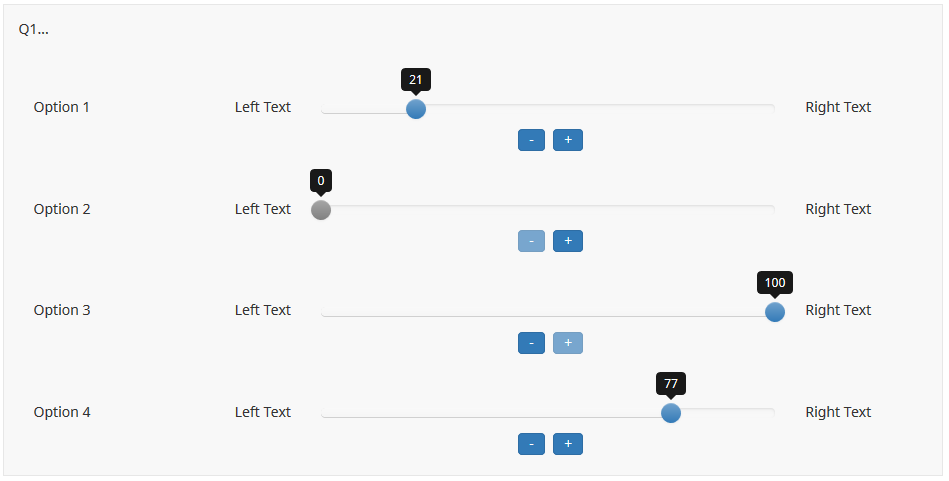 Q1...
21
Option 1 Left Text Right Text
- +
0
Option 2 Left Text Right Text
- +
100
Option 3 Left Text Right Text
- +
77
Option 4 Left Text Right Text
- +